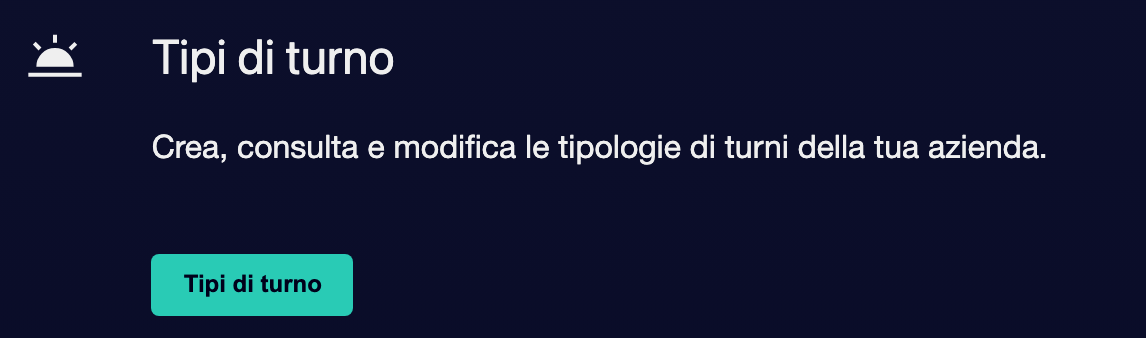 Tipi di turno
Crea, consulta e modifica le tipologie di turni della tua azienda.
Tipi di turno